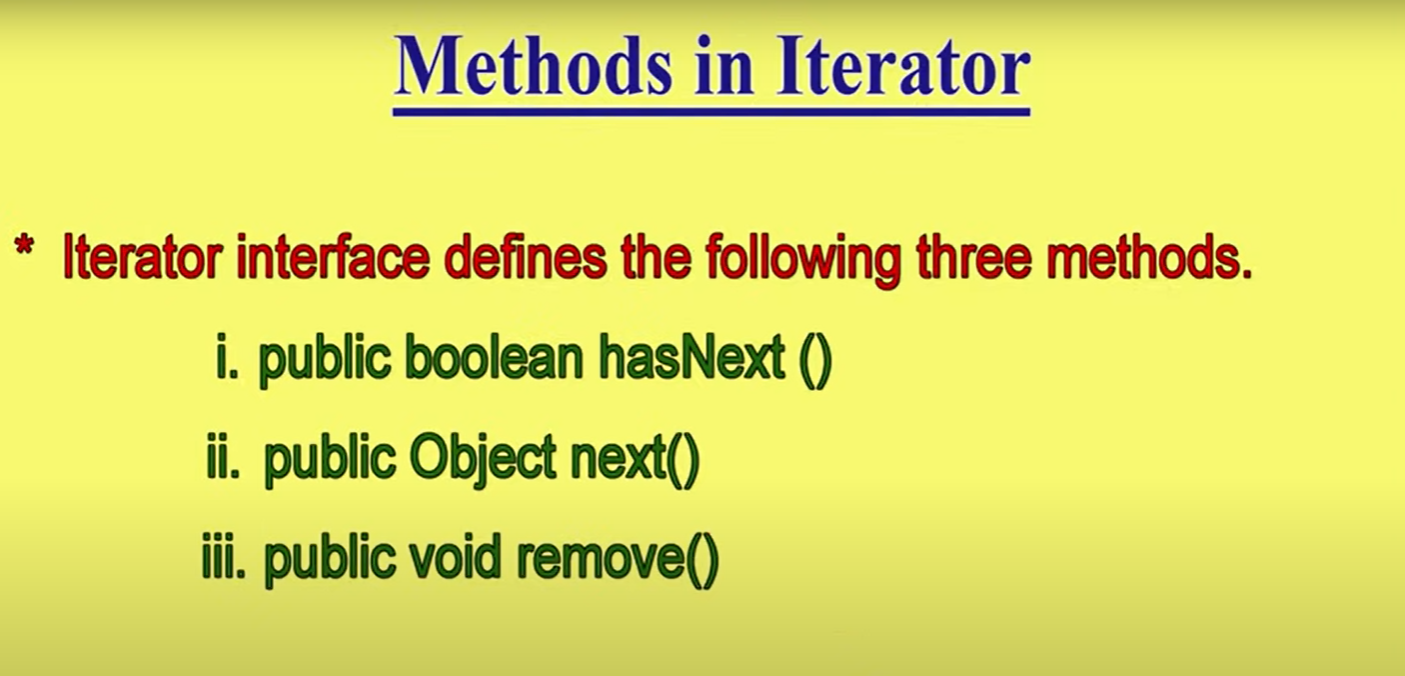 Methods in Iterator
* Iterator interface defines the following three methods.
i. public boolean hasNext ()
ii. public Object next()
iii. public void remove()